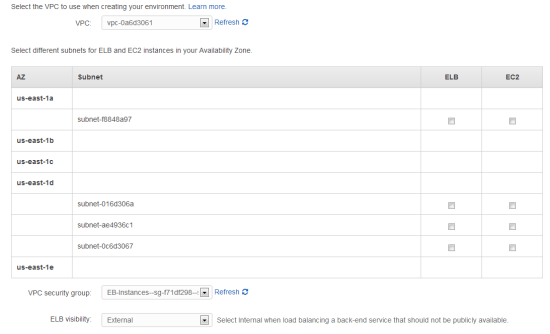 Select the VPC to use when creating your environment. Learn more.
VPC: vpc-0a6d3061 Refresh
Select different subnets for ELB and EC2 instances in your Availability Zone.
AZ Subnet ELB EC2
us-east-1a
subnet-f8848a97
us-east-1b
us-east-1c
us-east-1d
subnet-016d306a
subnet-ae4936c1
subnet-0c6d3067
us-east-1e
VPC security group: EB-instances--sg-f71df298-- Refresh
ELB visibility: External Select Internal when load balancing a back-end service that should not be publicly available.